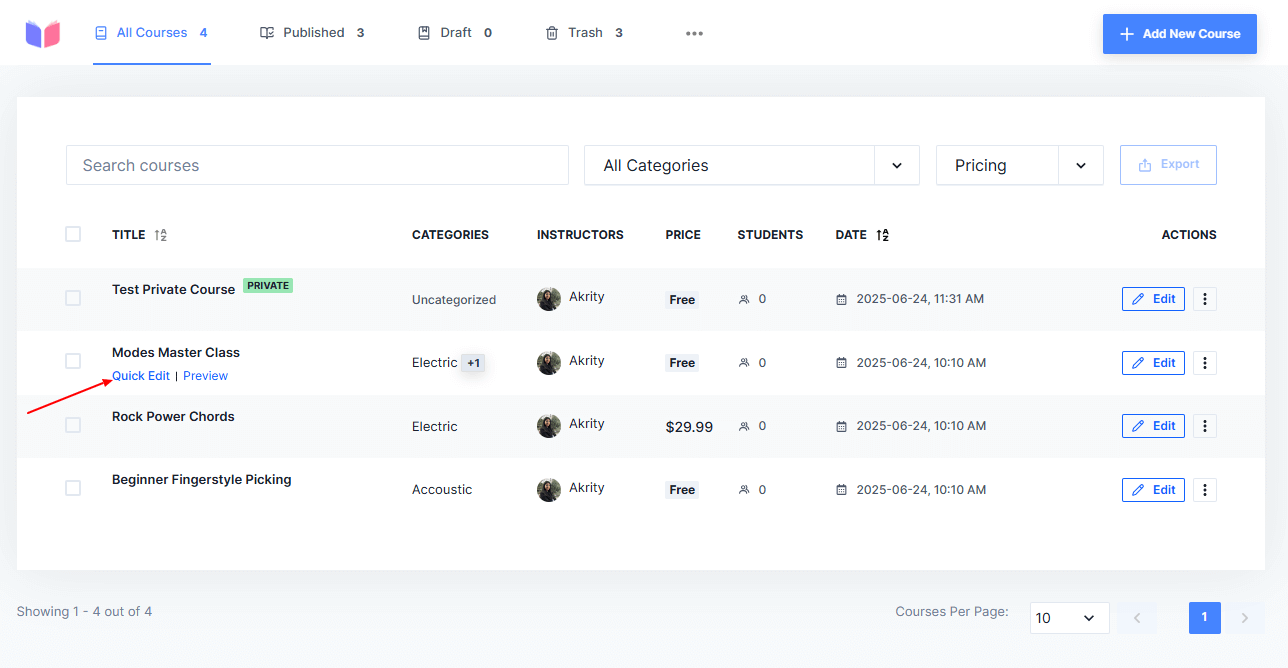 All Courses 4 Published 3 Draft 0 Trash 3 Add New Course
Search courses All Categories Pricing Export
TITLE CATEGORIES INSTRUCTORS PRICE STUDENTS DATE ACTIONS
Test Private Course PRIVATE Uncategorized Akrity Free 0 2025-06-24, 11:31 AM Edit
Modes Master Class Electric +1 Akrity Free 0 2025-06-24, 10:10 AM Edit
Quick Edit | Preview
Rock Power Chords Electric Akrity $29.99 0 2025-06-24, 10:10 AM Edit
Beginner Fingerstyle Picking Accoustic Akrity Free 0 2025-06-24, 10:10 AM Edit
Showing 1 - 4 out of 4 Courses Per Page: 10 1